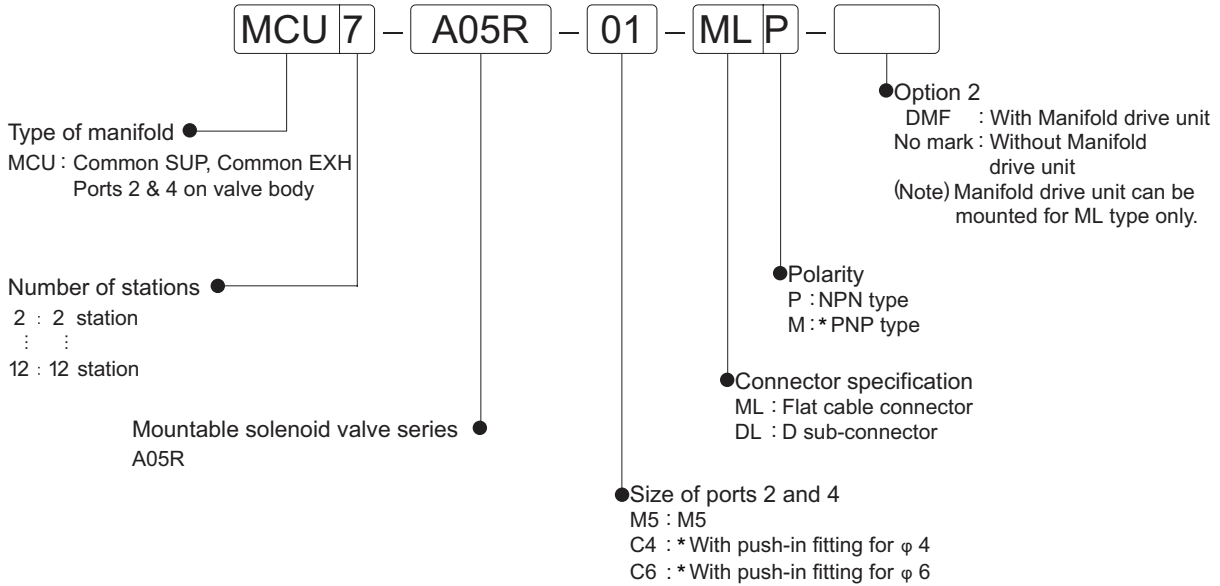 MCU 7 – A05R – 01 – ML P –
Type of manifold
MCU : Common SUP, Common EXH
Ports 2 & 4 on valve body
Number of stations
2 : 2 station
⋮ ⋮
12 : 12 station
Mountable solenoid valve series
A05R
Size of ports 2 and 4
M5 : M5
C4 : * With push-in fitting for φ 4
C6 : * With push-in fitting for φ 6
Connector specification
ML : Flat cable connector
DL : D sub-connector
Polarity
P : NPN type
M : * PNP type
Option 2
DMF : With Manifold drive unit
No mark : Without Manifold
drive unit
(Note) Manifold drive unit can be
mounted for ML type only.